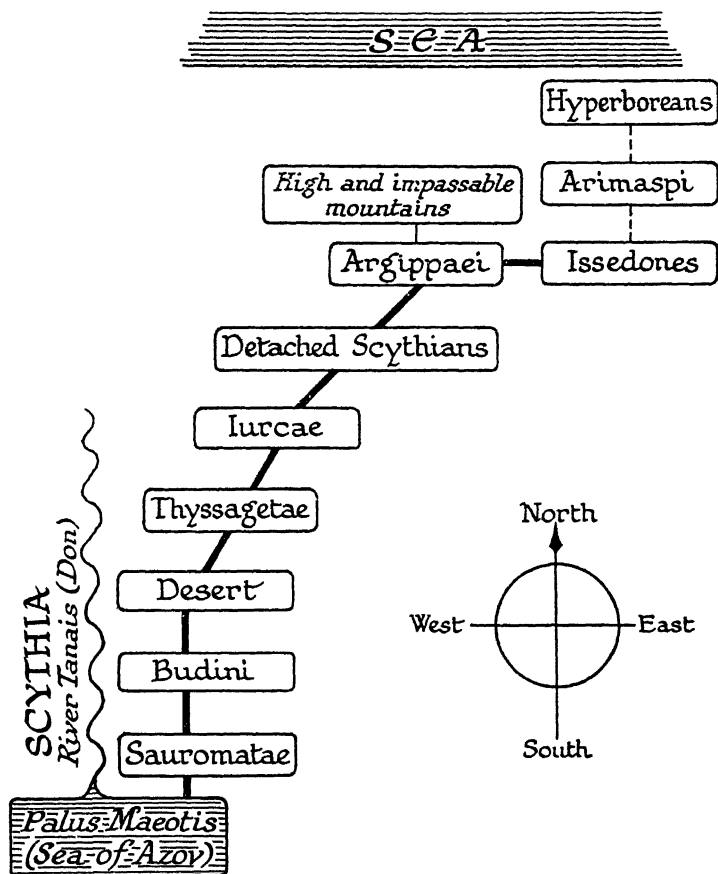 SEA
Hyperboreans
High and impassable
mountains
Arimaspi
Argippaei
Issedones
Detached Scythians
Iurcae
Thyssagetae
Desert
Budini
Sauromatae
SCYTHIA
River Tanais (Don)
Palus Maeotis
(Sea of Azov)
North
West
East
South